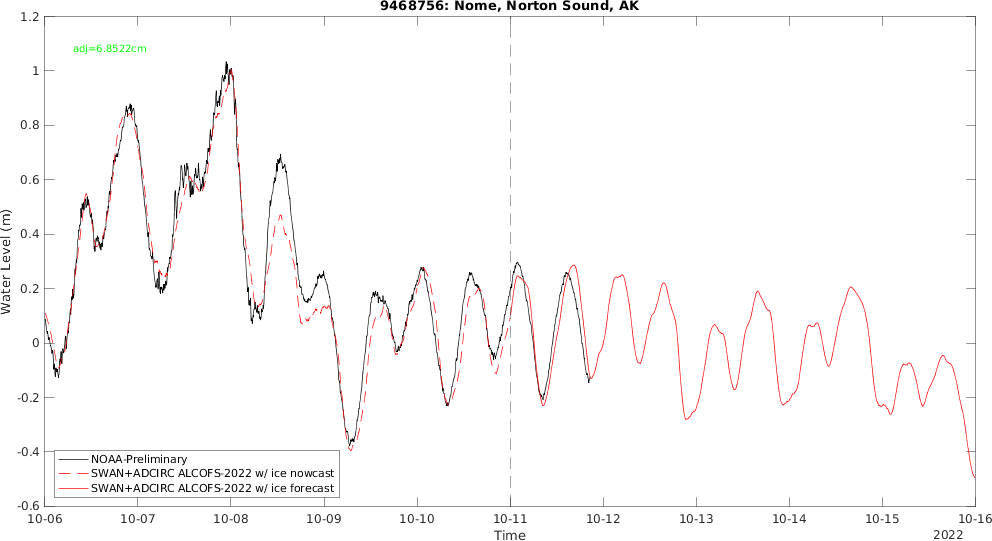 9468756: Nome, Norton Sound, AK
adj=6.8522cm
Water Level (m)
1.2
1
0.8
0.6
0.4
0.2
0
-0.2
-0.4
-0.6
NOAA-Preliminary
SWAN+ADCIRC ALCOFS-2022 w/ ice nowcast
SWAN+ADCIRC ALCOFS-2022 w/ ice forecast
10-06 10-07 10-08 10-09 10-10 10-11 10-12 10-13 10-14 10-15 10-16
Time
2022